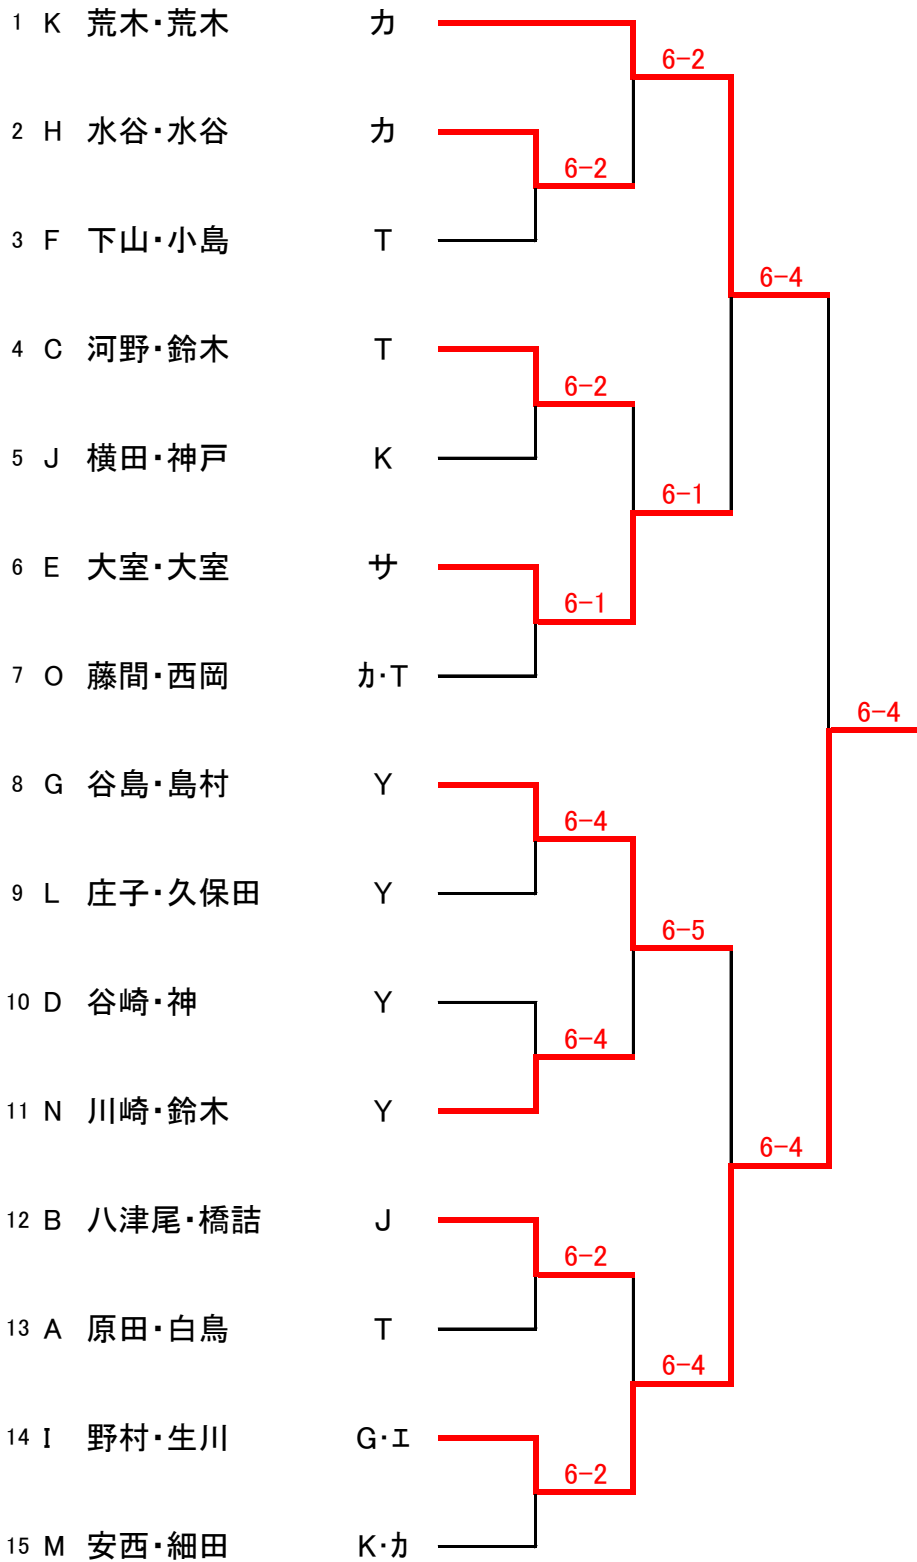 1 K 荒木・荒木 カ
6-2
2 H 水谷・水谷 カ
6-2
3 F 下山・小島 T
6-4
4 C 河野・鈴木 T
6-2
5 J 横田・神戸 K
6-1
6 E 大室・大室 サ
6-1
7 O 藤間・西岡 ｶ･T
6-4
8 G 谷島・島村 Y
6-4
9 L 庄子・久保田 Y
6-5
10 D 谷崎・神 Y
6-4
11 N 川崎・鈴木 Y
6-4
12 B 八津尾・橋詰 J
6-2
13 A 原田・白鳥 T
6-4
14 I 野村・生川 G･ｴ
6-2
15 M 安西・細田 K･ｶ